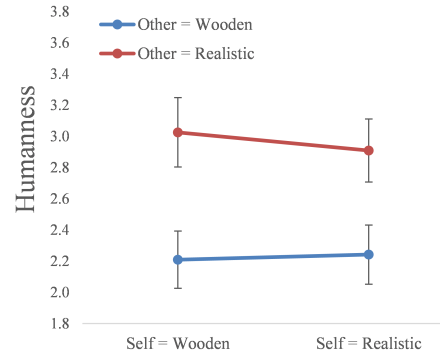 3.8
Other = Wooden
3.6
Other = Realistic
3.4
3.2
3.0
2.8
2.6
2.4
2.2
2.0
1.8
Humanness
Self = Wooden
Self = Realistic